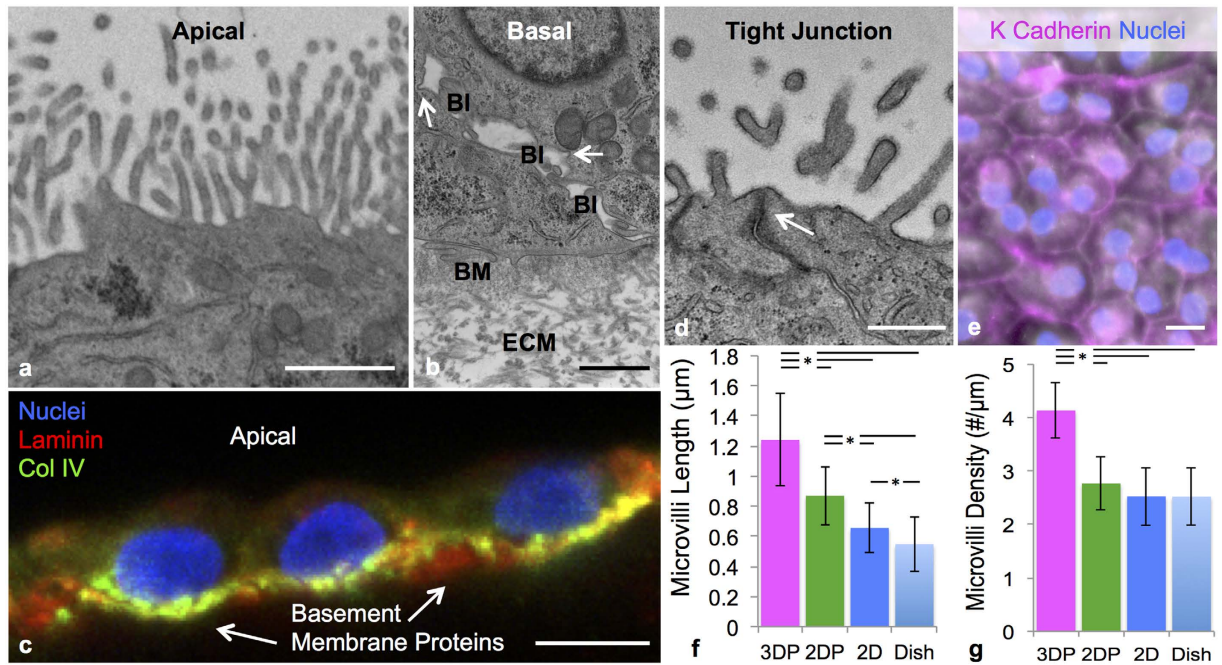 Apical
a
Basal
BI
BI
BI
BM
ECM
b
Tight Junction
d
K Cadherin Nuclei
e
Nuclei
Laminin
Col IV
Apical
Basement
Membrane Proteins
c
Microvilli Length (µm)
1.8
1.6
1.4
1.2
1
0.8
0.6
0.4
0.2
0
*
*
*
3DP 2DP 2D Dish
f
Microvilli Density (#/µm)
5
4
3
2
1
0
*
3DP 2DP 2D Dish
g